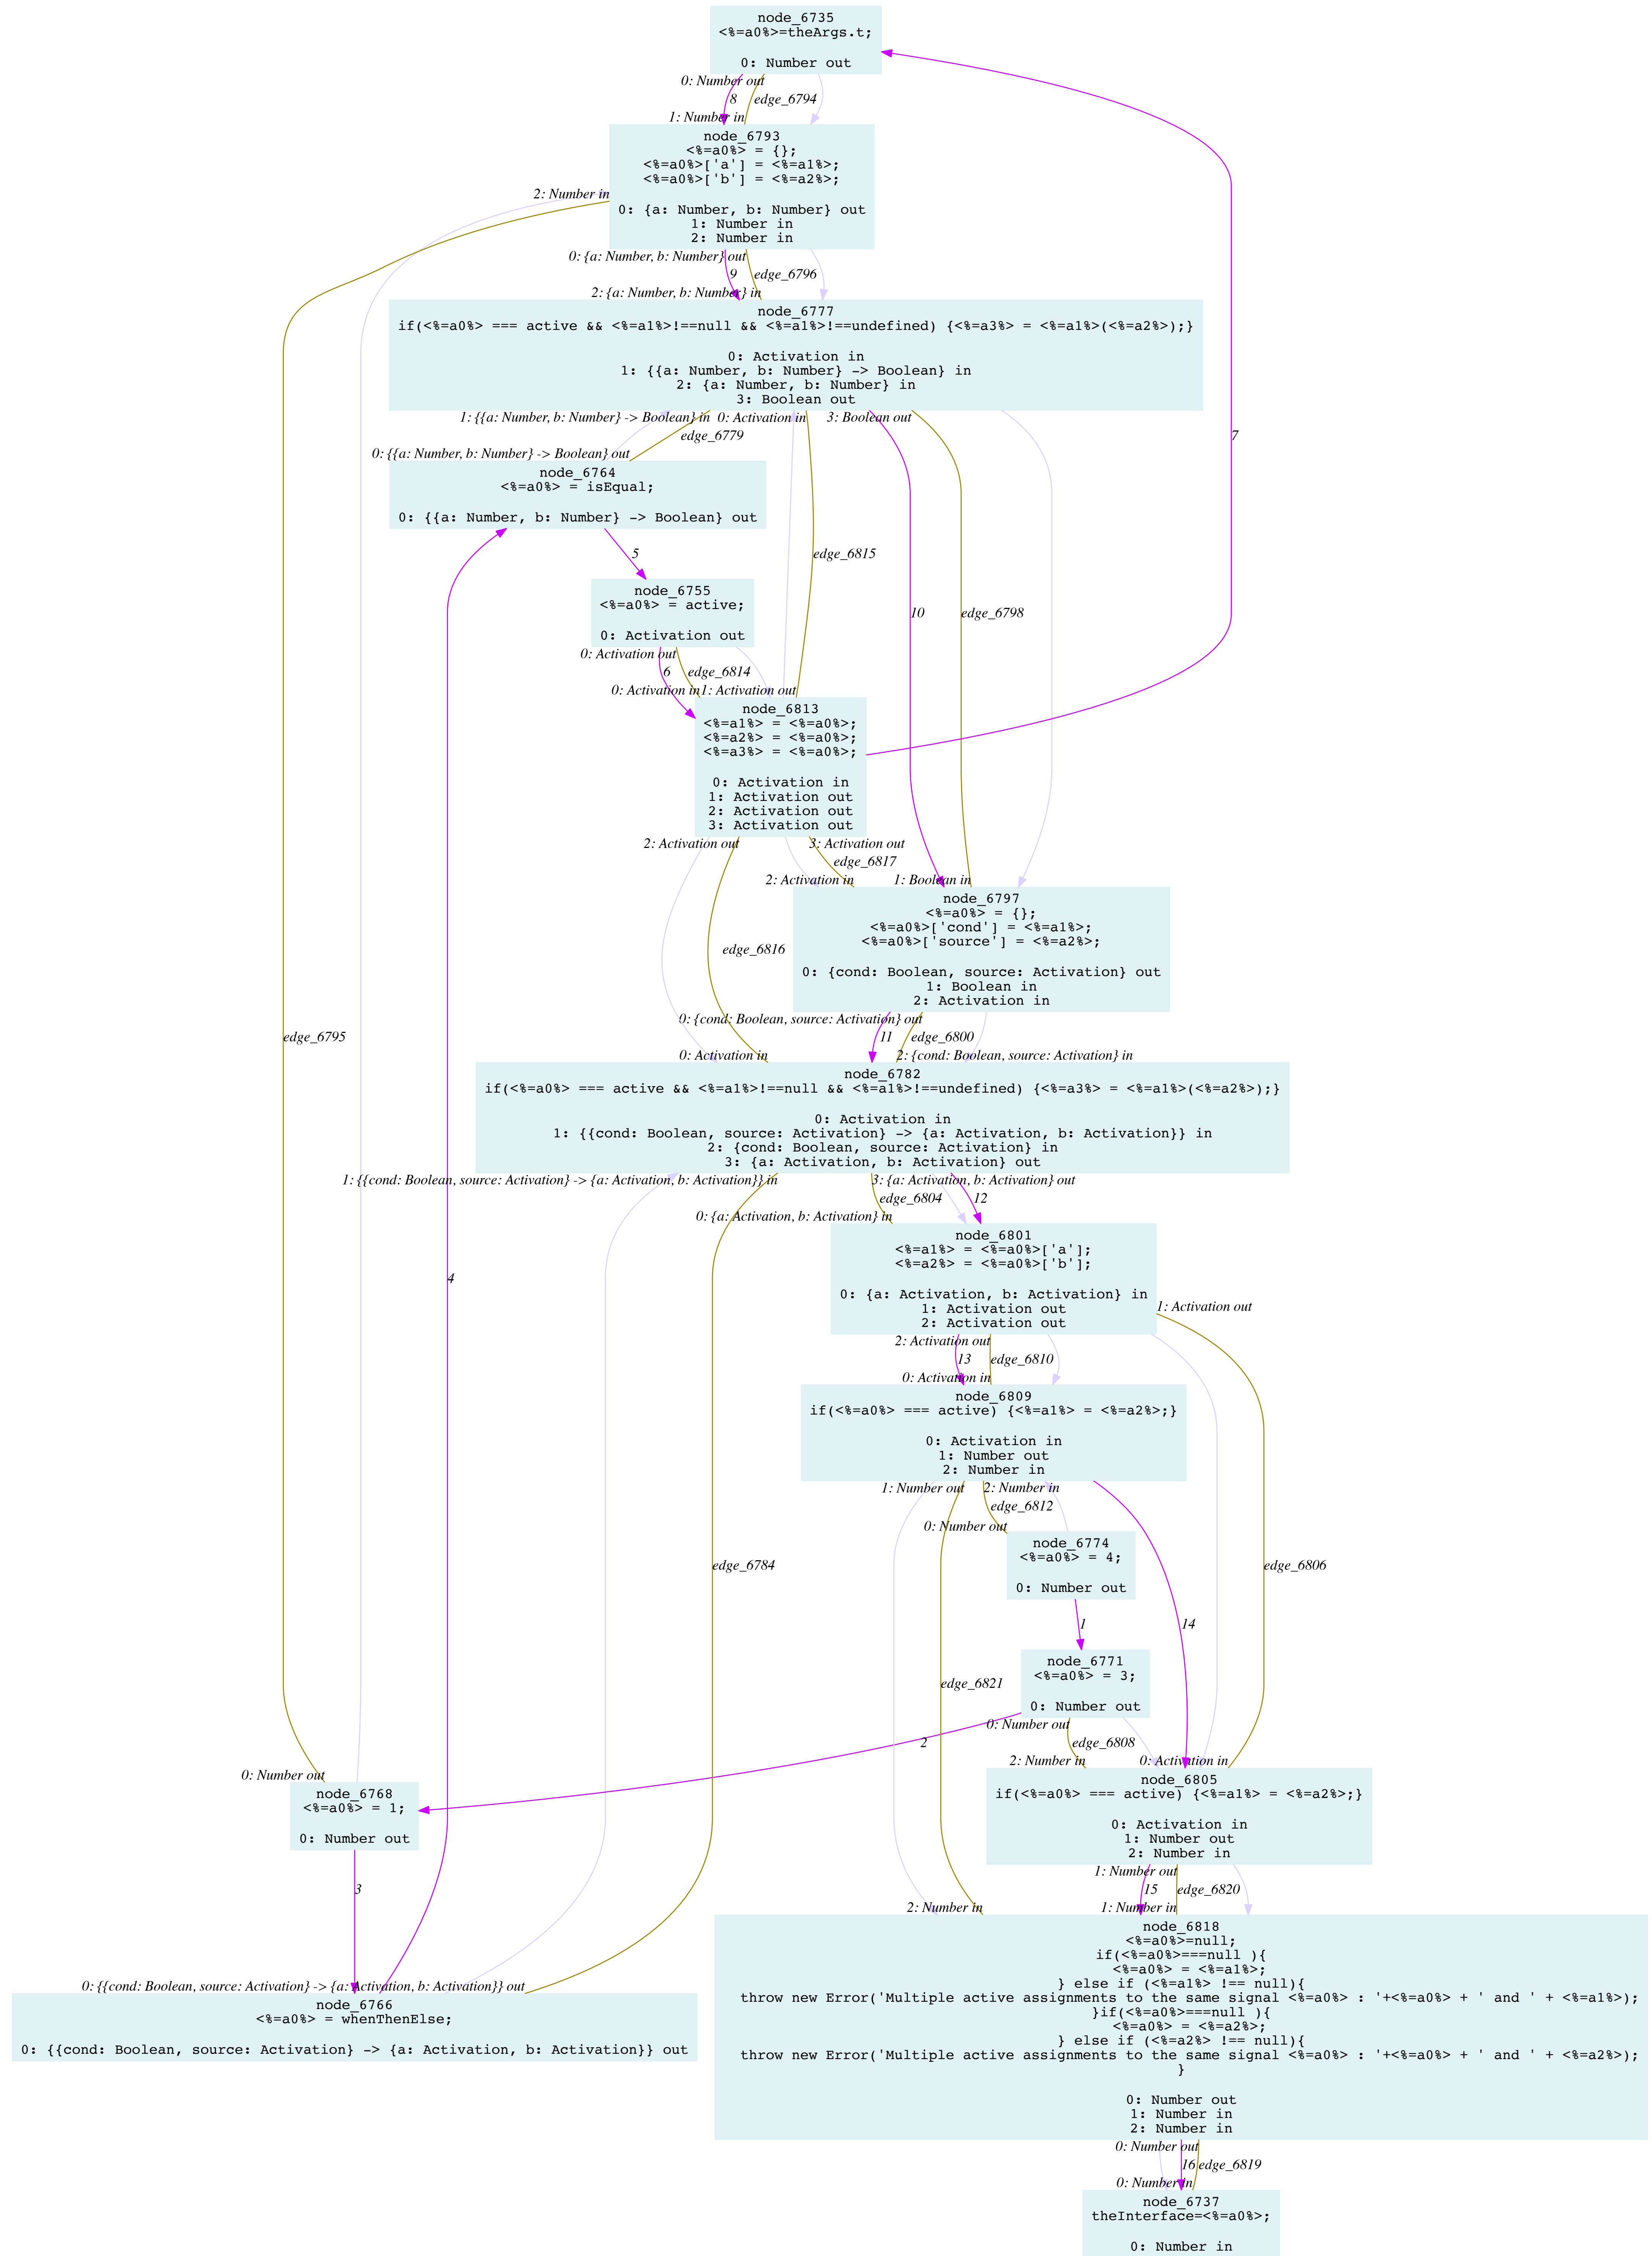 node_6735
<%=a0%>=theArgs.t;
0: Number out
0: Number out
8
edge_6794
1: Number in
node_6793
<%=a0%> = {};
<%=a0%>['a'] = <%=a1%>;
<%=a0%>['b'] = <%=a2%>;
2: Number in
0: {a: Number, b: Number} out
1: Number in
2: Number in
0: {a: Number, b: Number} out
9
edge_6796
2: {a: Number, b: Number} in
node_6777
if(<%=a0%> === active && <%=a1%>!==null && <%=a1%>!==undefined) {<%=a3%> = <%=a1%>(<%=a2%>);}
0: Activation in
1: {{a: Number, b: Number} -> Boolean} in
2: {a: Number, b: Number} in
3: Boolean out
1: {{a: Number, b: Number} -> Boolean} in
0: Activation in
3: Boolean out
edge_6779
7
0: {{a: Number, b: Number} -> Boolean} out
node_6764
<%=a0%> = isEqual;
0: {{a: Number, b: Number} -> Boolean} out
5
edge_6815
node_6755
<%=a0%> = active;
0: Activation out
10
edge_6798
0: Activation out
6
edge_6814
0: Activation in
1: Activation out
node_6813
<%=a1%> = <%=a0%>;
<%=a2%> = <%=a0%>;
<%=a3%> = <%=a0%>;
0: Activation in
1: Activation out
2: Activation out
3: Activation out
2: Activation out
3: Activation out
edge_6817
2: Activation in
1: Boolean in
node_6797
<%=a0%> = {};
<%=a0%>['cond'] = <%=a1%>;
<%=a0%>['source'] = <%=a2%>;
edge_6816
0: {cond: Boolean, source: Activation} out
1: Boolean in
2: Activation in
0: {cond: Boolean, source: Activation} out
edge_6795
11
edge_6800
0: Activation in
2: {cond: Boolean, source: Activation} in
node_6782
if(<%=a0%> === active && <%=a1%>!==null && <%=a1%>!==undefined) {<%=a3%> = <%=a1%>(<%=a2%>);}
0: Activation in
1: {{cond: Boolean, source: Activation} -> {a: Activation, b: Activation}} in
2: {cond: Boolean, source: Activation} in
3: {a: Activation, b: Activation} out
1: {{cond: Boolean, source: Activation} -> {a: Activation, b: Activation}} in
3: {a: Activation, b: Activation} out
edge_6804
12
0: {a: Activation, b: Activation} in
node_6801
<%=a1%> = <%=a0%>['a'];
<%=a2%> = <%=a0%>['b'];
4
0: {a: Activation, b: Activation} in
1: Activation out
2: Activation out
1: Activation out
2: Activation out
13
edge_6810
0: Activation in
node_6809
if(<%=a0%> === active) {<%=a1%> = <%=a2%>;}
0: Activation in
1: Number out
2: Number in
1: Number out
2: Number in
edge_6812
0: Number out
node_6774
<%=a0%> = 4;
0: Number out
edge_6784
edge_6806
1
14
node_6771
<%=a0%> = 3;
0: Number out
edge_6821
0: Number out
2
edge_6808
2: Number in
0: Activation in
0: Number out
node_6768
<%=a0%> = 1;
0: Number out
node_6805
if(<%=a0%> === active) {<%=a1%> = <%=a2%>;}
0: Activation in
1: Number out
2: Number in
1: Number out
3
15
edge_6820
2: Number in
1: Number in
node_6818
<%=a0%>=null;
if(<%=a0%>===null ){
<%=a0%> = <%=a1%>;
} else if (<%=a1%> !== null){
throw new Error('Multiple active assignments to the same signal <%=a0%> : '+<%=a0%> + ' and ' + <%=a1%>);
}if(<%=a0%>===null ){
<%=a0%> = <%=a2%>;
} else if (<%=a2%> !== null){
throw new Error('Multiple active assignments to the same signal <%=a0%> : '+<%=a0%> + ' and ' + <%=a2%>);
}
0: Number out
1: Number in
2: Number in
0: {{cond: Boolean, source: Activation} -> {a: Activation, b: Activation}} out
node_6766
<%=a0%> = whenThenElse;
0: {{cond: Boolean, source: Activation} -> {a: Activation, b: Activation}} out
0: Number out
16
edge_6819
0: Number in
node_6737
theInterface=<%=a0%>;
0: Number in